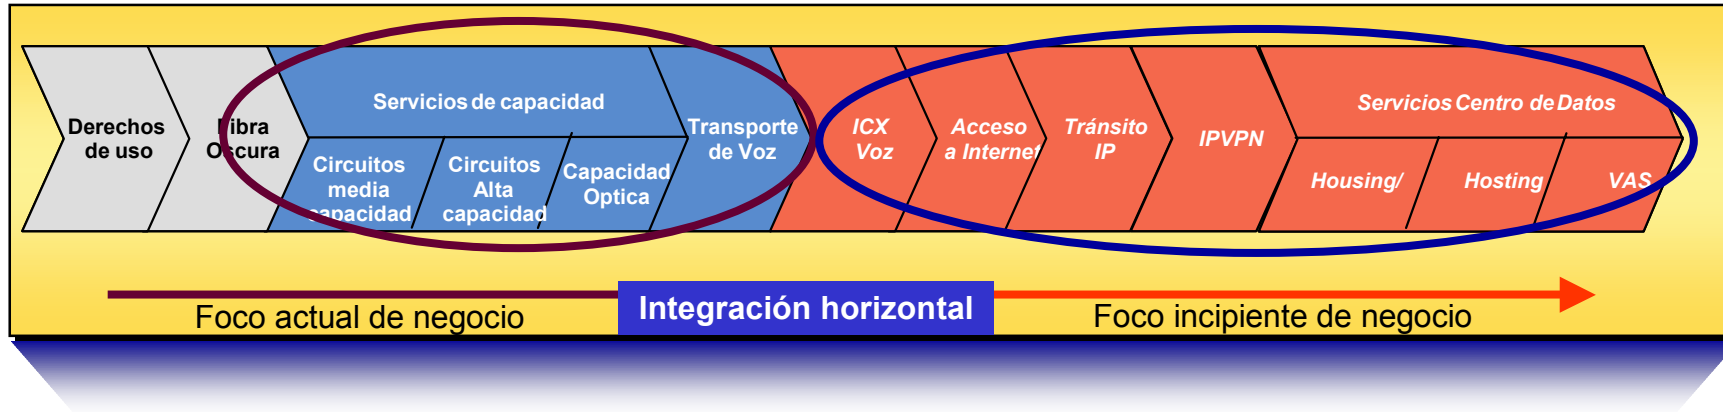 Derechos
de uso
Fibra
Oscura
Servicios de capacidad
Circuitos
media
capacidad
Circuitos
Alta
capacidad
Capacidad
Optica
Transporte
de Voz
ICX
Voz
Acceso
a Internet
Tránsito
IP
IPVPN
Servicios Centro de Datos
Housing/
Hosting
VAS
Foco actual de negocio
Integración horizontal
Foco incipiente de negocio